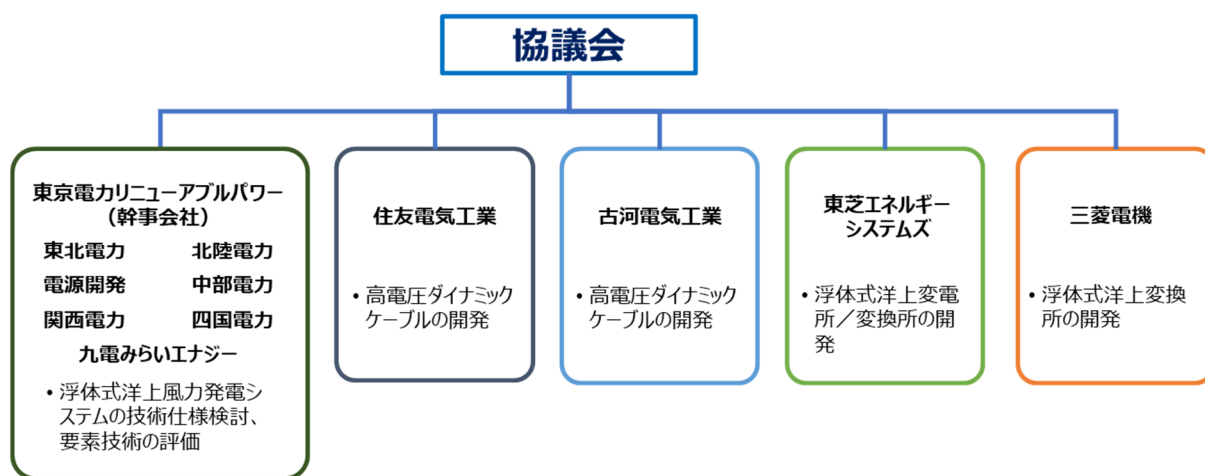 協議会
東京電力リニューアブルパワー
（幹事会社）
東北電力 北陸電力
電源開発 中部電力
関西電力 四国電力
九電みらいエナジー
• 浮体式洋上風力発電シ
ステムの技術仕様検討、
要素技術の評価
住友電気工業
• 高電圧ダイナミック
ケーブルの開発
古河電気工業
• 高電圧ダイナミック
ケーブルの開発
東芝エネルギー
システムズ
• 浮体式洋上変電
所／変換所の開
発
三菱電機
• 浮体式洋上変換
所の開発